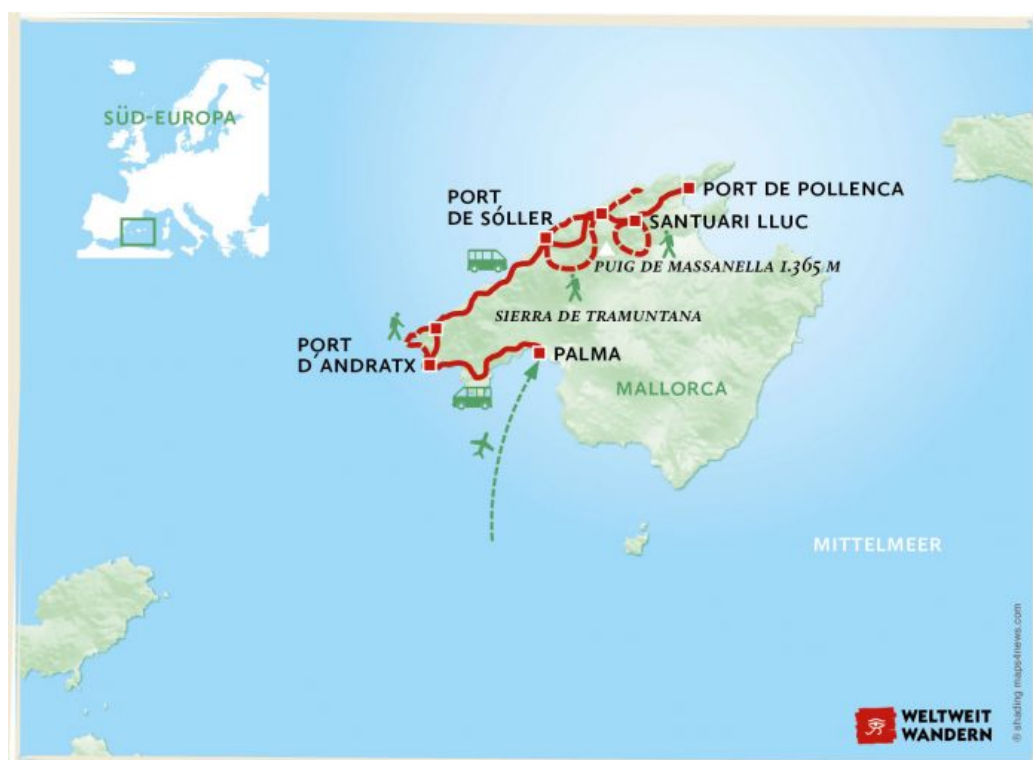 SÜD-EUROPA
PORT
DE SÓLLER
PORT DE POLLENCA
SANTUARI LLUC
PUIG DE MASSANELLA 1.365 M
SIERRA DE TRAMUNTANA
PORT
D´ANDRATX
PALMA
MALLORCA
MITTELMEER
WELTWEIT
WANDERN
© shading maps4news.com